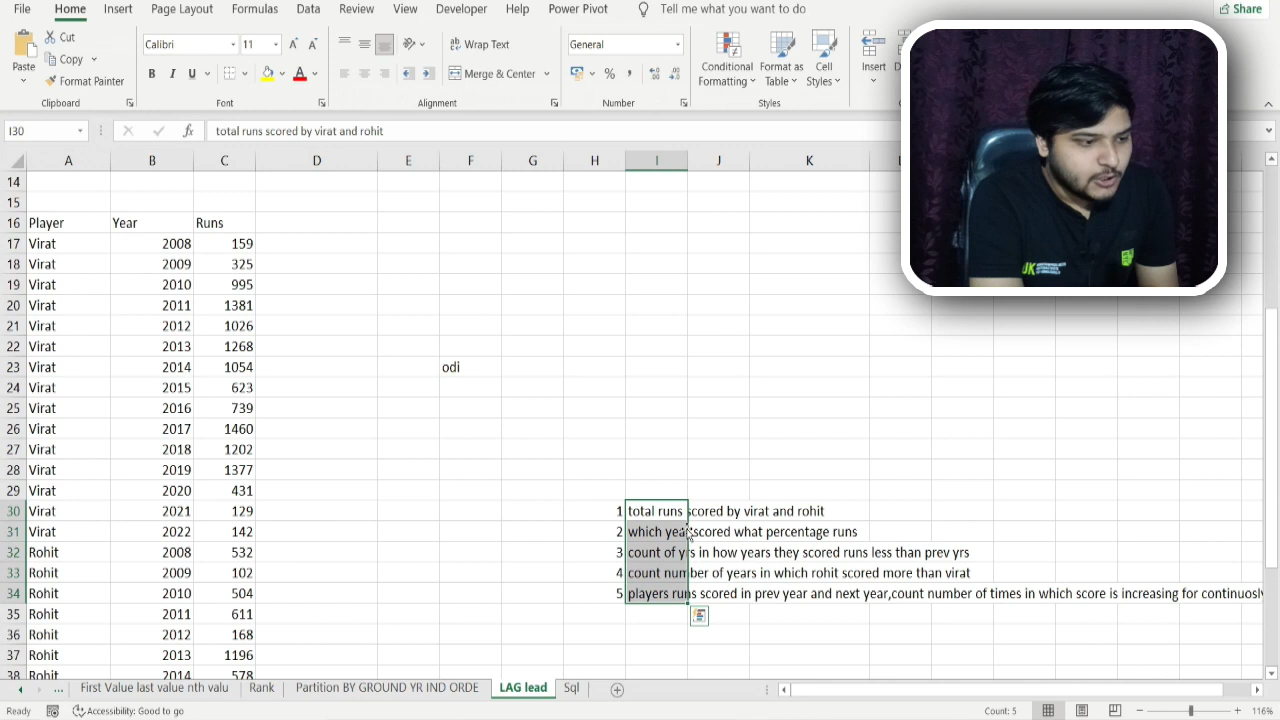 File Home Insert Page Layout Formulas Data Review View Developer Help Power Pivot Tell me what you want to do Share
Cut
Copy
Format Painter
Paste
Calibri 11
B I U
Wrap Text
Merge & Center
General
Conditional Formatting
Format as Table
Cell Styles
Insert
Clipboard Font Alignment Number Styles
I30 fx total runs scored by virat and rohit
A B C D E F G H I J K
14
15
16 Player Year Runs
17 Virat 2008 159
18 Virat 2009 325
19 Virat 2010 995
20 Virat 2011 1381
21 Virat 2012 1026
22 Virat 2013 1268
23 Virat 2014 1054 odi
24 Virat 2015 623
25 Virat 2016 739
26 Virat 2017 1460
27 Virat 2018 1202
28 Virat 2019 1377
29 Virat 2020 431
30 Virat 2021 129 1 total runs scored by virat and rohit
31 Virat 2022 142 2 which year scored what percentage runs
32 Rohit 2008 532 3 count of yrs in how years they scored runs less than prev yrs
33 Rohit 2009 102 4 count number of years in which rohit scored more than virat
34 Rohit 2010 504 5 players runs scored in prev year and next year,count number of times in which score is increasing for continuosly
35 Rohit 2011 611
36 Rohit 2012 168
37 Rohit 2013 1196
38 Rohit 2014 578
... First Value last value nth valu Rank Partition BY GROUND YR IND ORDE LAG lead Sql
Ready Accessibility: Good to go Count: 5 116%